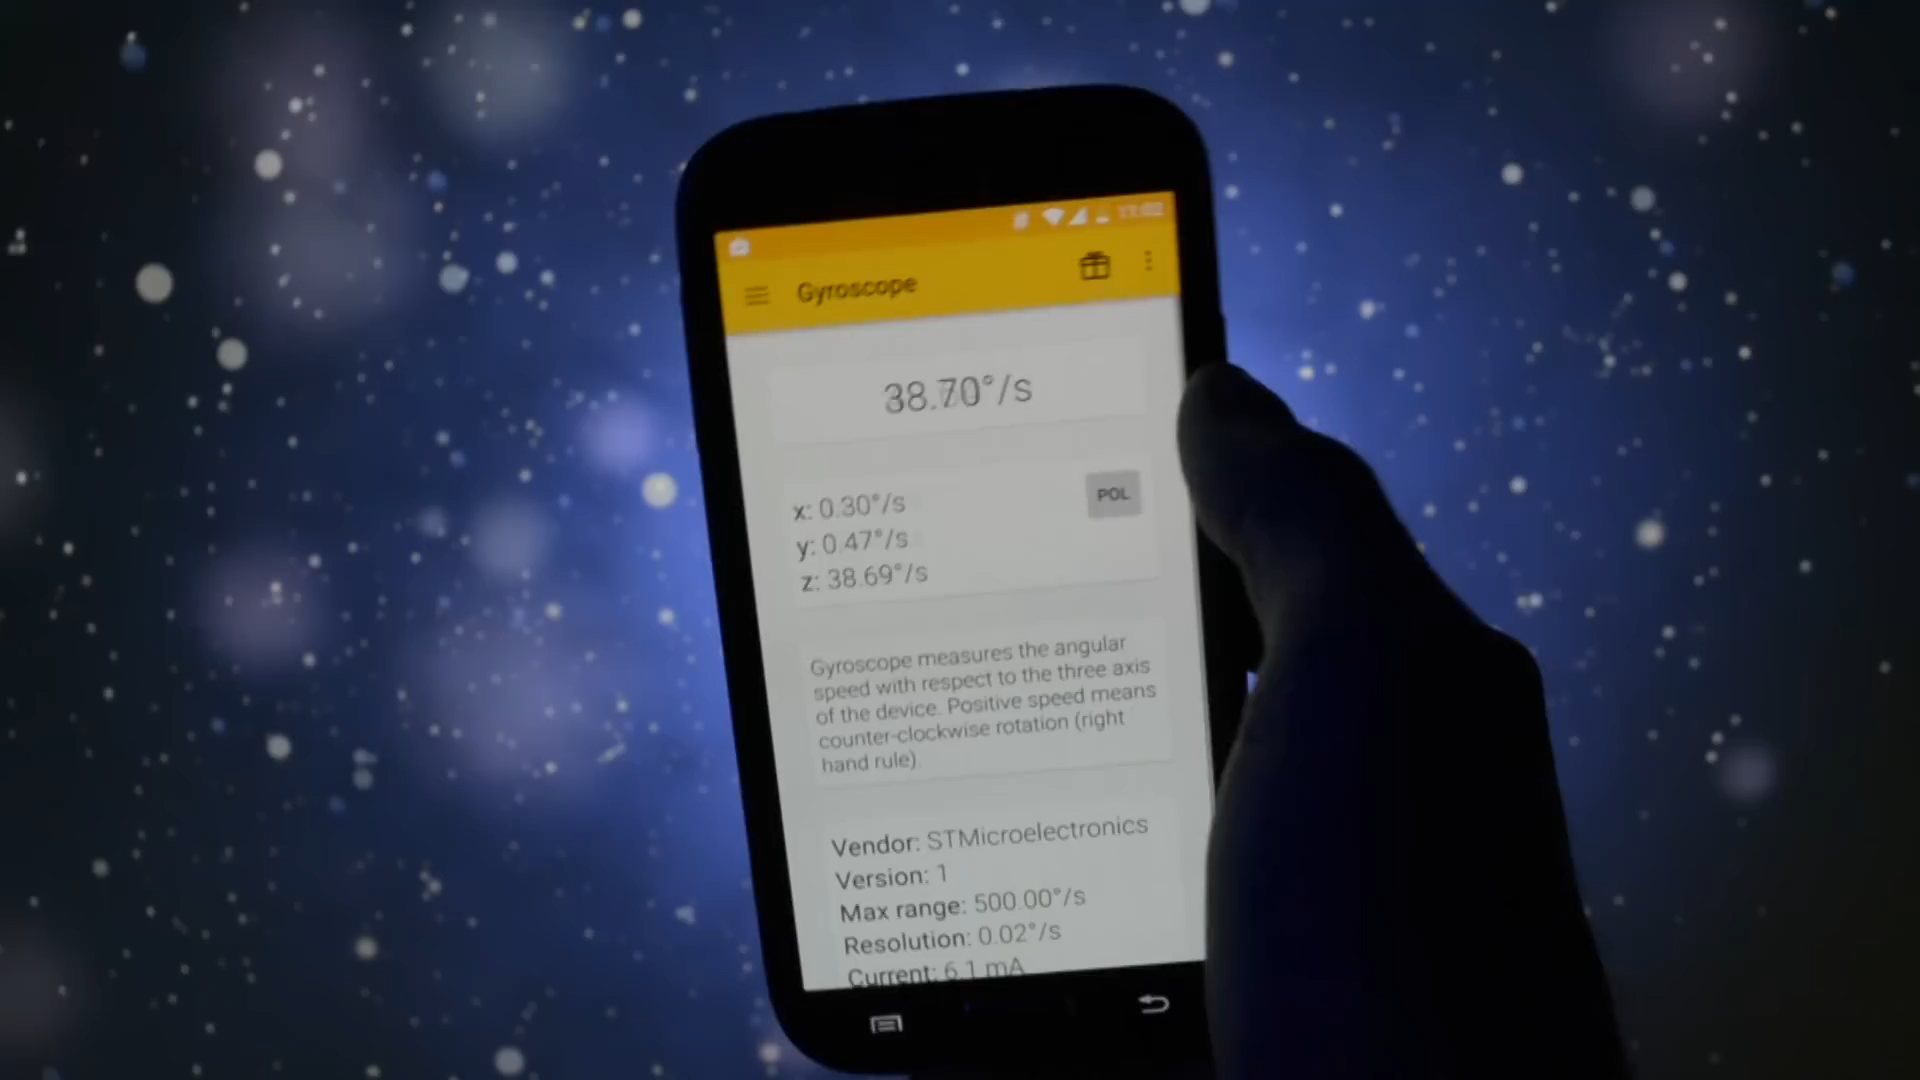 11:02
Gyroscope
38.70°/s
x: 0.30°/s
POL
y: 0.47°/s
z: 38.69°/s
Gyroscope measures the angular
speed with respect to the three axis
of the device. Positive speed means
counter-clockwise rotation (right
hand rule).
Vendor: STMicroelectronics
Version: 1
Max range: 500.00°/s
Resolution: 0.02°/s
Current: 6.1 mA